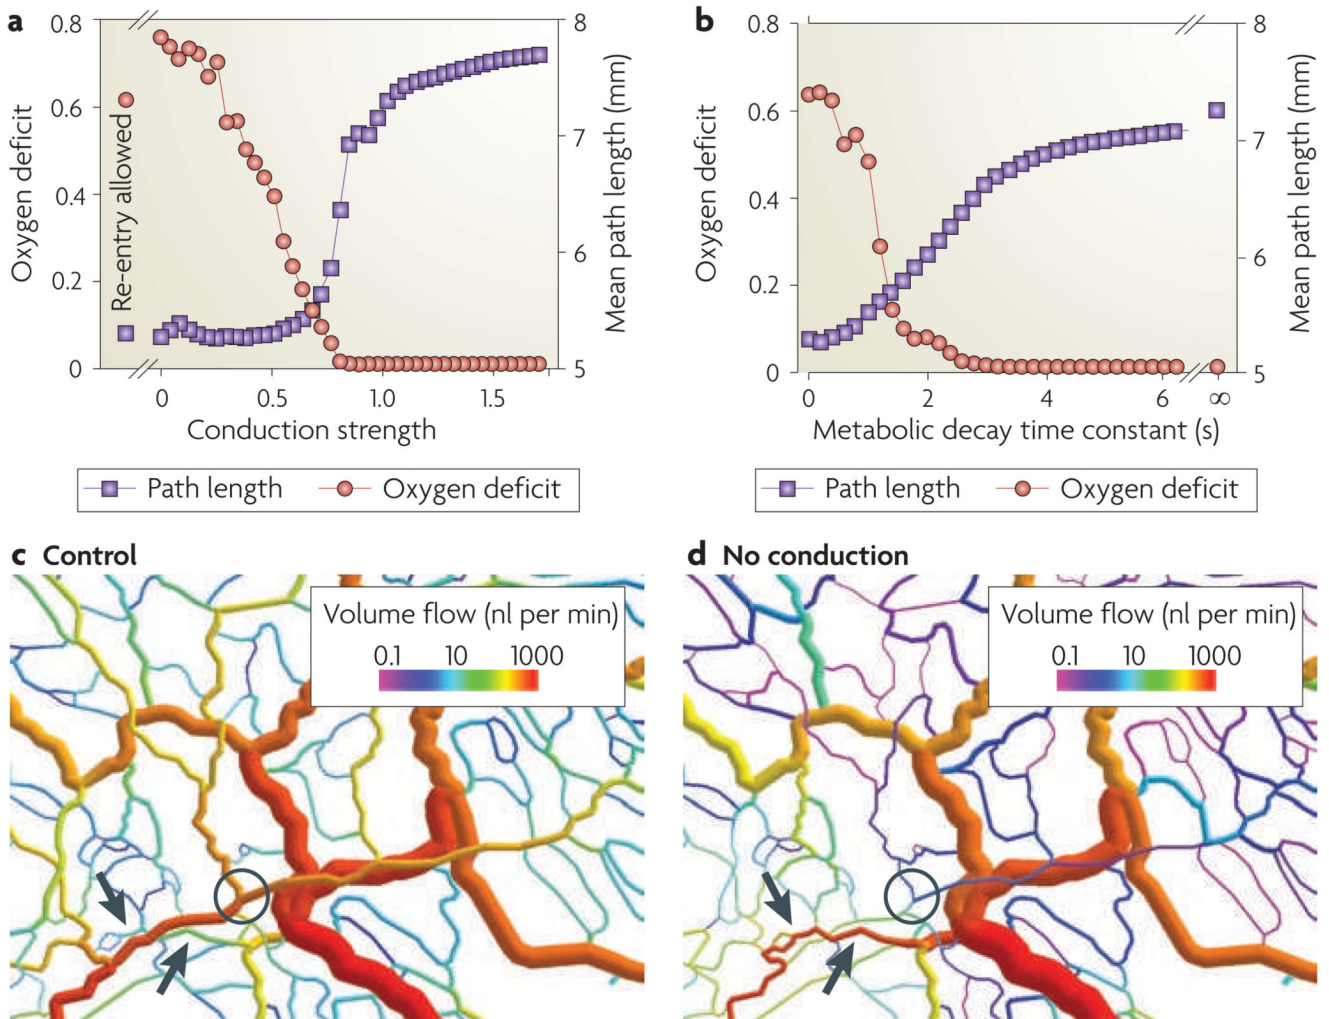 a
0.8
0.6
0.4
0.2
0
Oxygen deficit
Re-entry allowed
8
7
6
5
Mean path length (mm)
0
0.5
1.0
1.5
Conduction strength
Path length
Oxygen deficit
b
0.8
0.6
0.4
0.2
0
Oxygen deficit
8
7
6
5
Mean path length (mm)
0
2
4
6
∞
Metabolic decay time constant (s)
Path length
Oxygen deficit
c Control
Volume flow (nl per min)
0.1 10 1000
d No conduction
Volume flow (nl per min)
0.1 10 1000